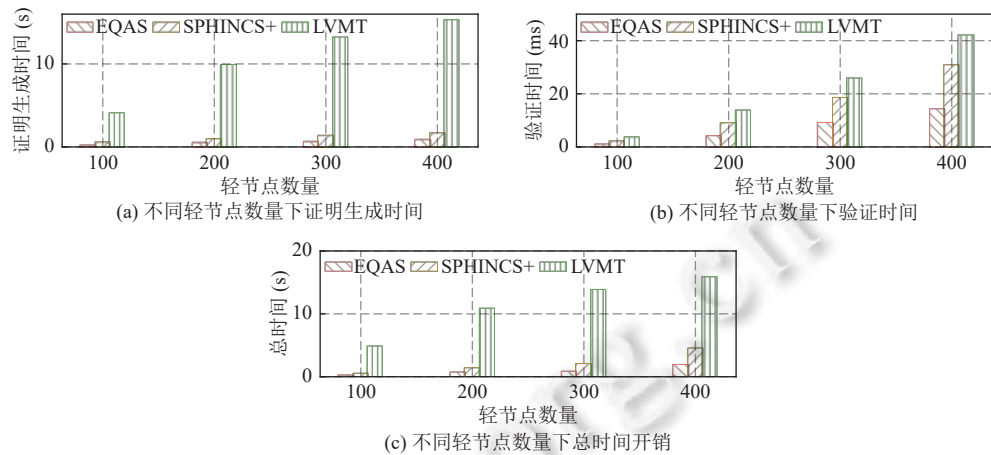 EQAS SPHINCS+ LVMT
证明生成时间 (s)
10
0
100 200 300 400
轻节点数量
(a) 不同轻节点数量下证明生成时间
EQAS SPHINCS+ LVMT
验证时间 (ms)
40
20
0
100 200 300 400
轻节点数量
(b) 不同轻节点数量下验证时间
20
EQAS SPHINCS+ LVMT
总时间 (s)
10
0
100 200 300 400
轻节点数量
(c) 不同轻节点数量下总时间开销